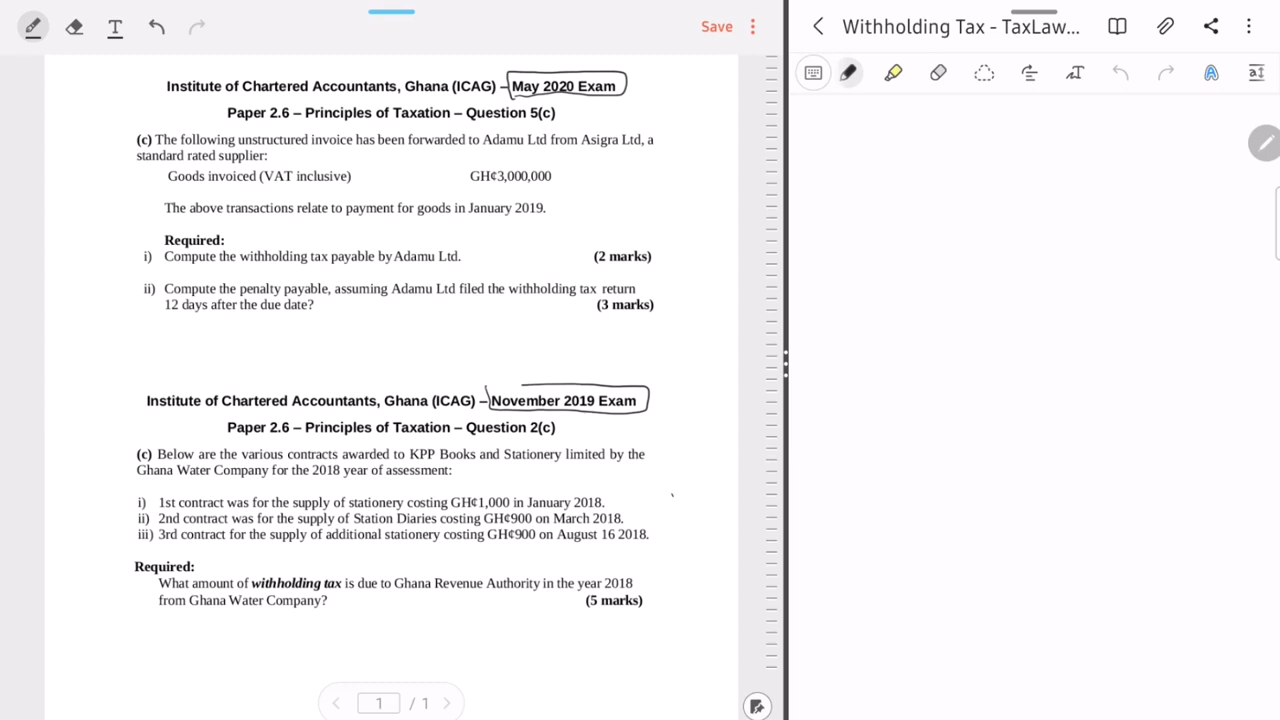 Save
Withholding Tax - TaxLaw...
Institute of Chartered Accountants, Ghana (ICAG) – May 2020 Exam
Paper 2.6 – Principles of Taxation – Question 5(c)
(c) The following unstructured invoice has been forwarded to Adamu Ltd from Asigra Ltd, a
standard rated supplier:
Goods invoiced (VAT inclusive) GH¢3,000,000
The above transactions relate to payment for goods in January 2019.
Required:
i) Compute the withholding tax payable by Adamu Ltd. (2 marks)
ii) Compute the penalty payable, assuming Adamu Ltd filed the withholding tax return
12 days after the due date? (3 marks)
Institute of Chartered Accountants, Ghana (ICAG) – November 2019 Exam
Paper 2.6 – Principles of Taxation – Question 2(c)
(c) Below are the various contracts awarded to KPP Books and Stationery limited by the
Ghana Water Company for the 2018 year of assessment:
i) 1st contract was for the supply of stationery costing GH¢1,000 in January 2018.
ii) 2nd contract was for the supply of Station Diaries costing GH¢900 on March 2018.
iii) 3rd contract for the supply of additional stationery costing GH¢900 on August 16 2018.
Required:
What amount of withholding tax is due to Ghana Revenue Authority in the year 2018
from Ghana Water Company? (5 marks)
1 / 1